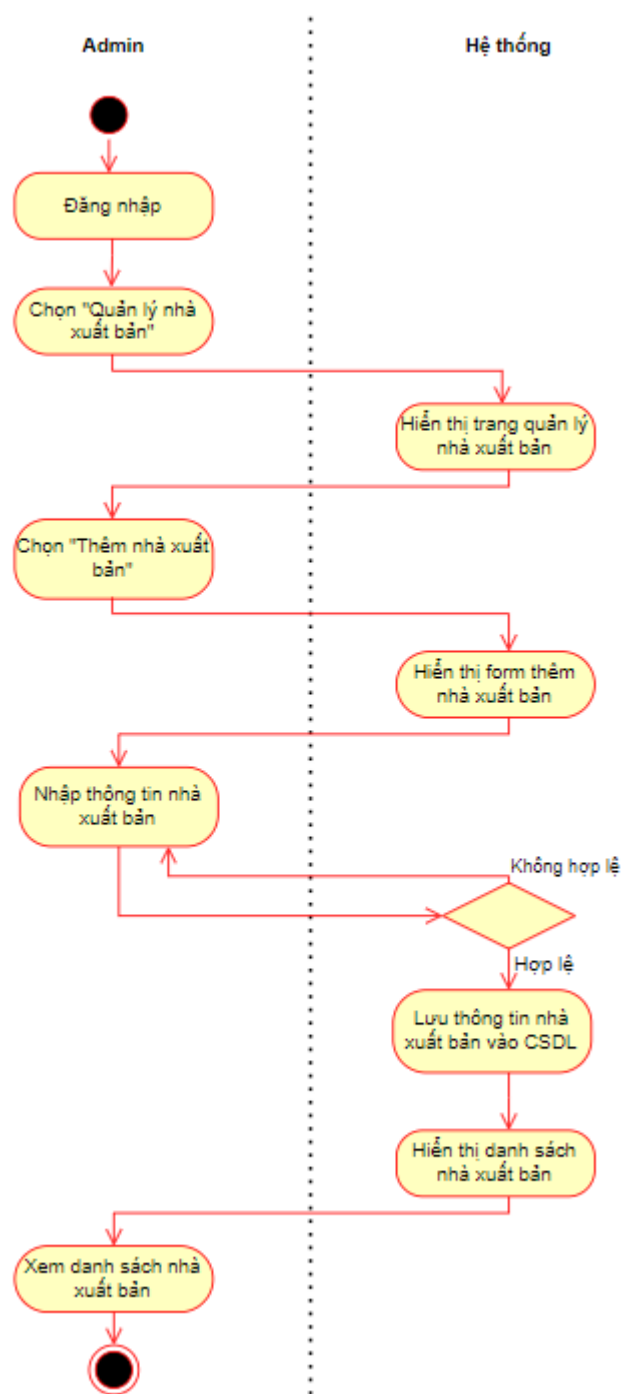 Admin
Hệ thống
Đăng nhập
Chọn "Quản lý nhà
xuất bản"
Hiển thị trang quản lý
nhà xuất bản
Chọn "Thêm nhà xuất
bản"
Hiển thị form thêm
nhà xuất bản
Nhập thông tin nhà
xuất bản
Không hợp lệ
Hợp lệ
Lưu thông tin nhà
xuất bản vào CSDL
Hiển thị danh sách
nhà xuất bản
Xem danh sách nhà
xuất bản